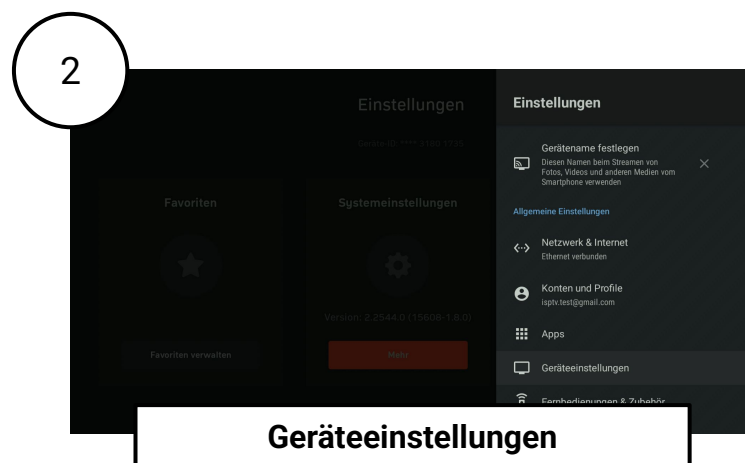 2
Einstellungen
Favoriten
Systemeinstellungen
Version: 2.2544.0 (15608-1.8.0)
Favoriten verwalten
Mehr
Einstellungen
Gerätename festlegen
Diesen Namen beim Streamen von
Fotos, Videos und anderen Medien vom
Smartphone verwenden
Allgemeine Einstellungen
Netzwerk & Internet
Ethernet verbunden
Konten und Profile
isptv.test@gmail.com
Apps
Geräteeinstellungen
Fernbedienungen & Zubehör
Geräteeinstellungen